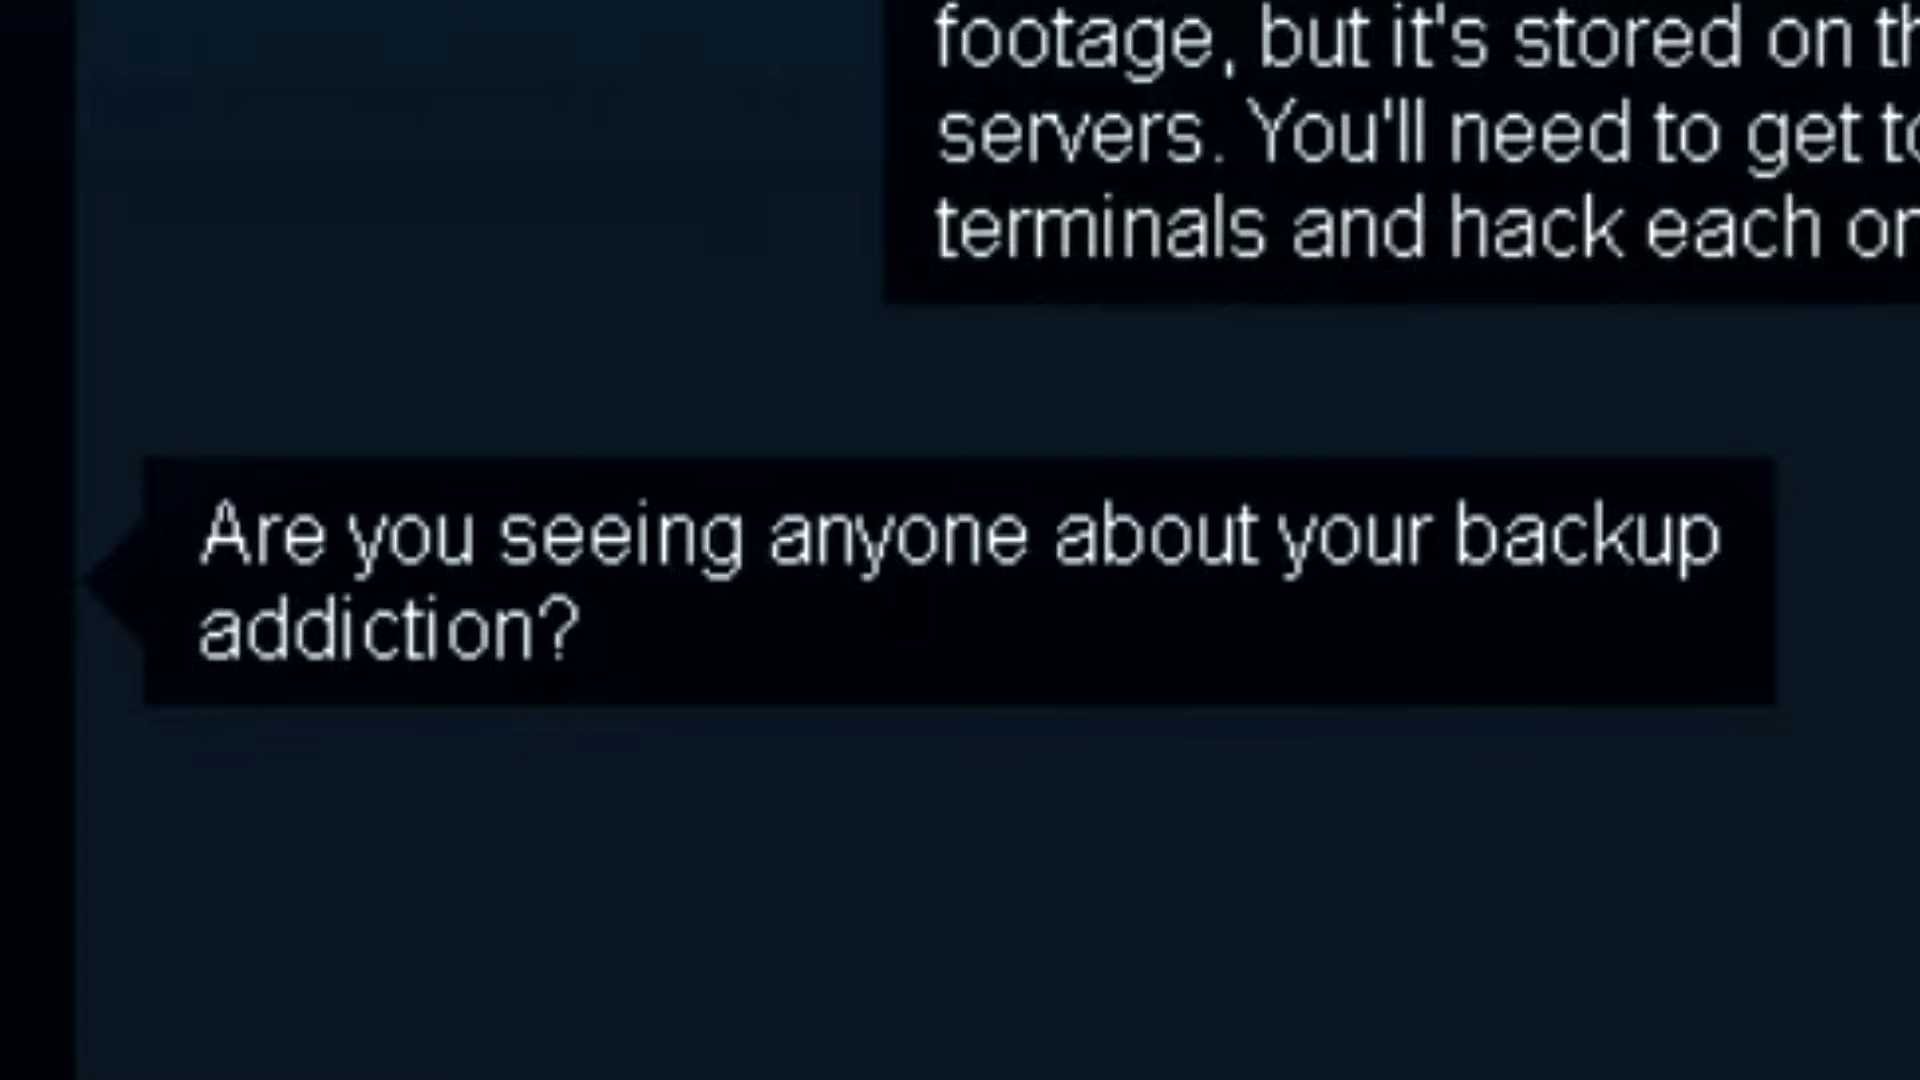 footage, but it's stored on
servers. You'll need to get
terminals and hack each
Are you seeing anyone about your backup
addiction?